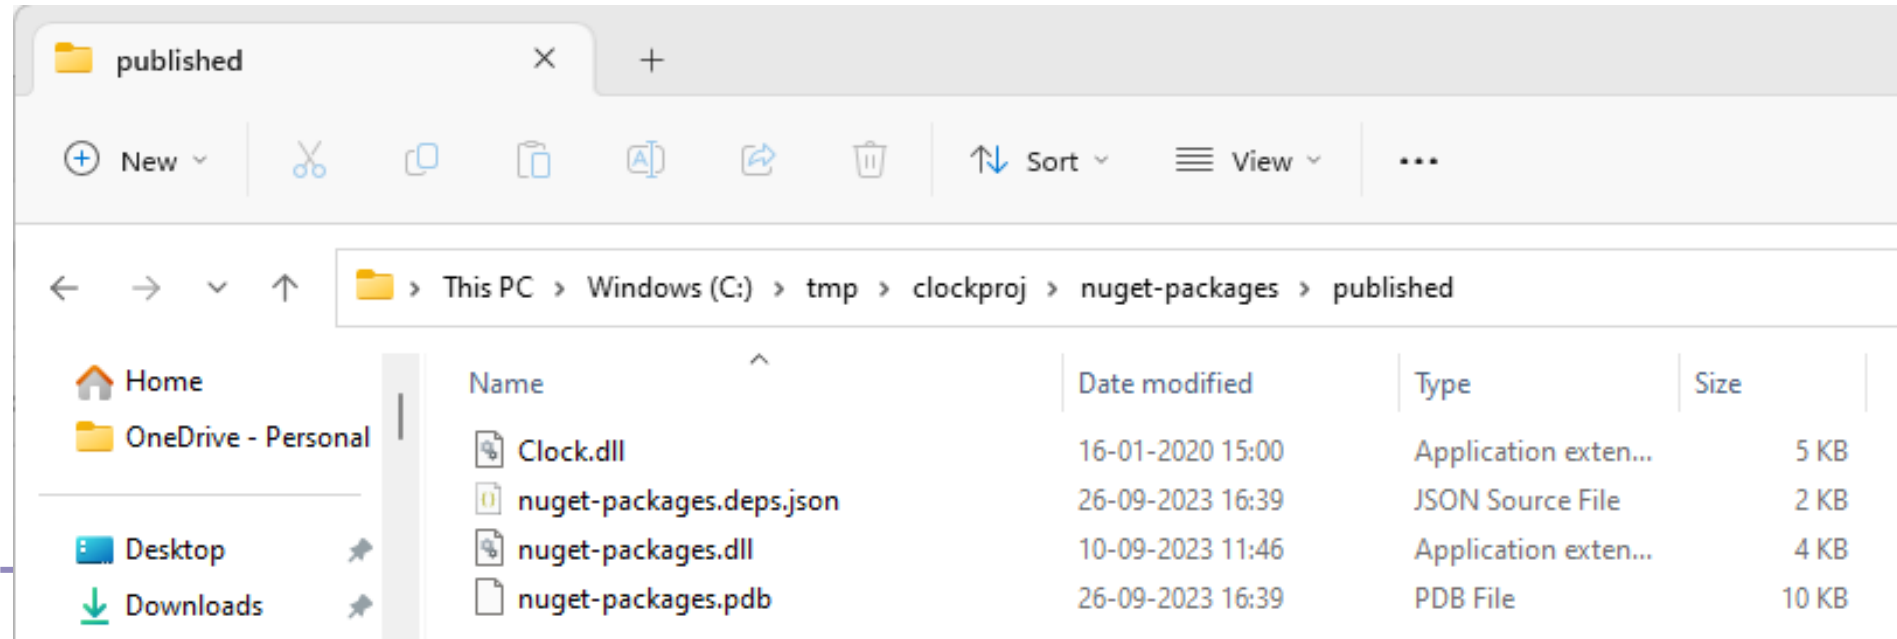 published
New
Sort
View
This PC > Windows (C:) > tmp > clockproj > nuget-packages > published
Home
OneDrive - Personal
Desktop
Downloads
Name Date modified Type Size
Clock.dll 16-01-2020 15:00 Application exten... 5 KB
nuget-packages.deps.json 26-09-2023 16:39 JSON Source File 2 KB
nuget-packages.dll 10-09-2023 11:46 Application exten... 4 KB
nuget-packages.pdb 26-09-2023 16:39 PDB File 10 KB